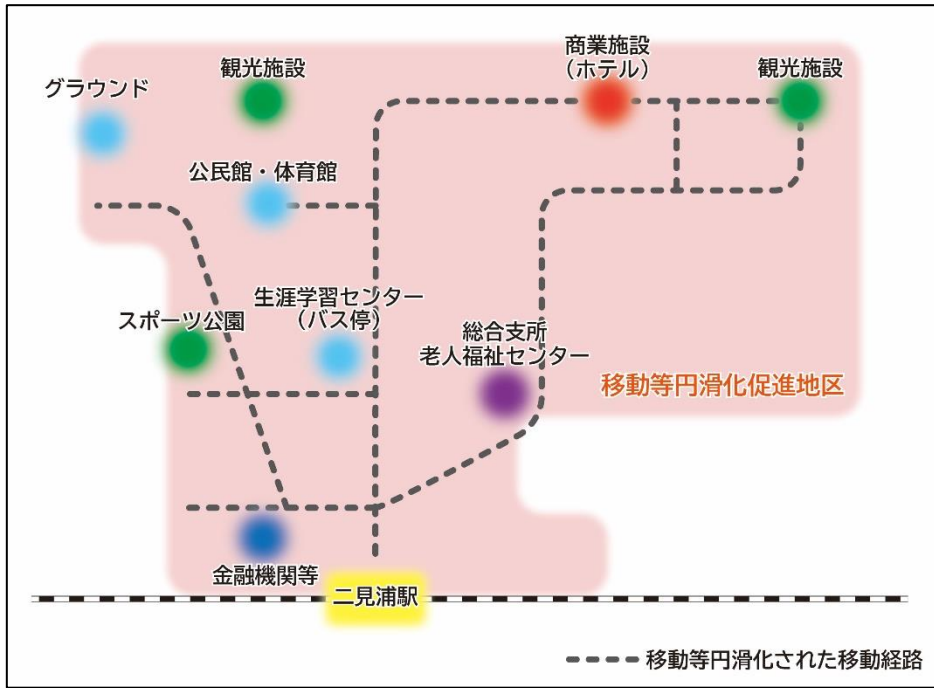 商業施設
(ホテル)
観光施設
観光施設
グラウンド
公民館・体育館
生涯学習センター
(バス停)
スポーツ公園
総合支所
老人福祉センター
移動等円滑化促進地区
金融機関等
二見浦駅
移動等円滑化された移動経路